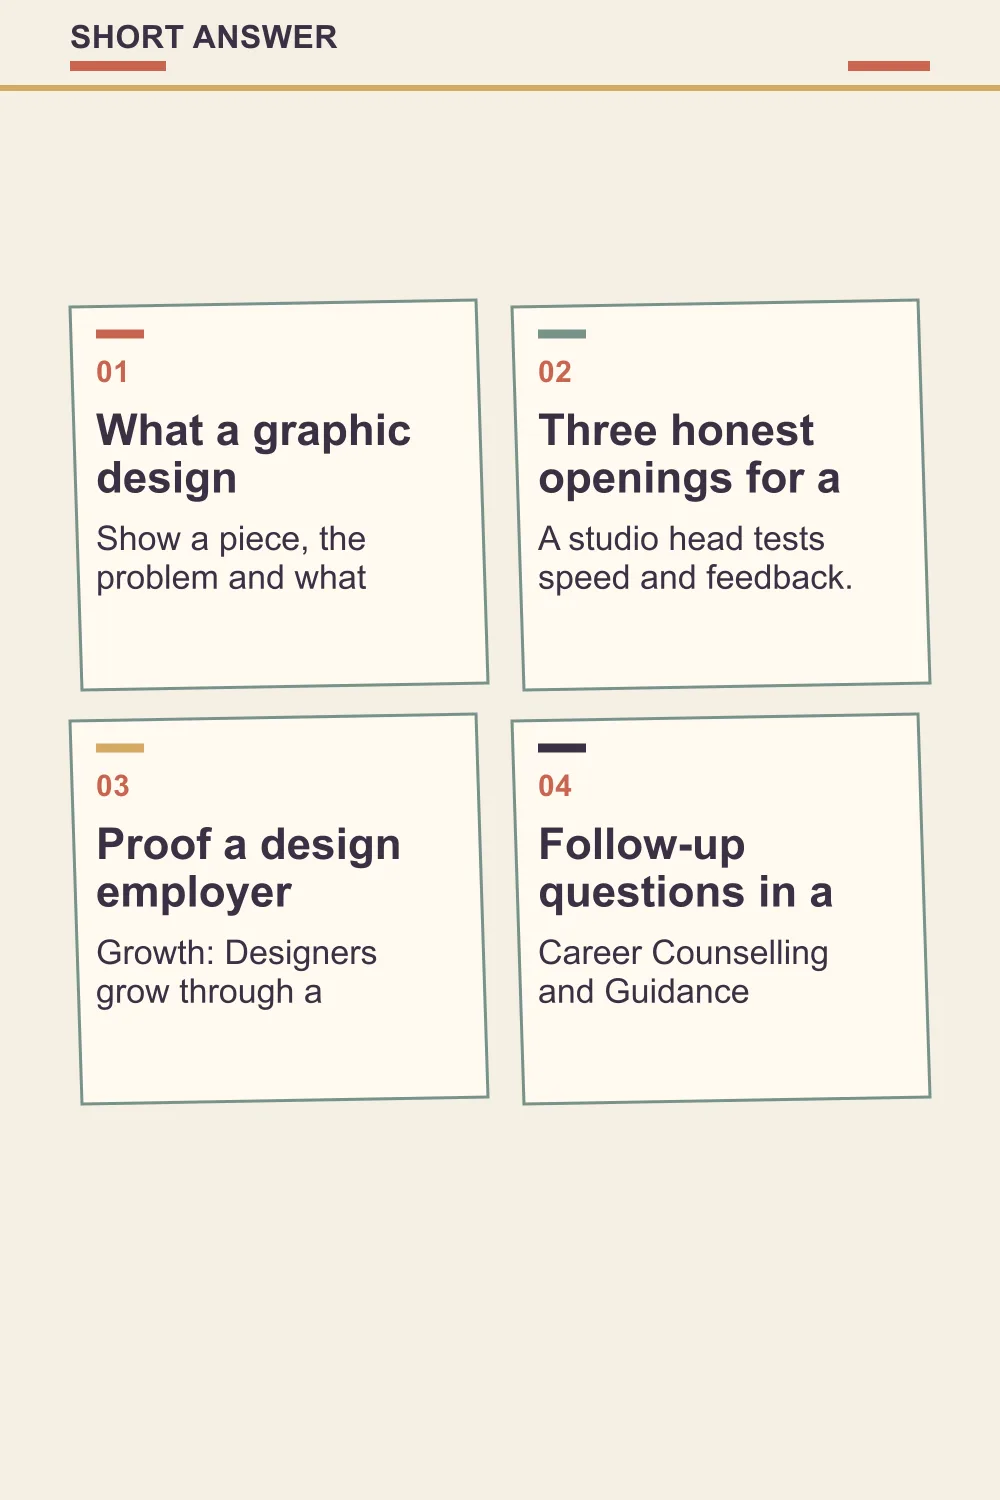 SHORT ANSWER
01
What a graphic
design
Show a piece, the
problem and what
02
Three honest
openings for a
A studio head tests
speed and feedback.
03
Proof a design
employer
Growth: Designers
grow through a
04
Follow-up
questions in a
Career Counselling
and Guidance